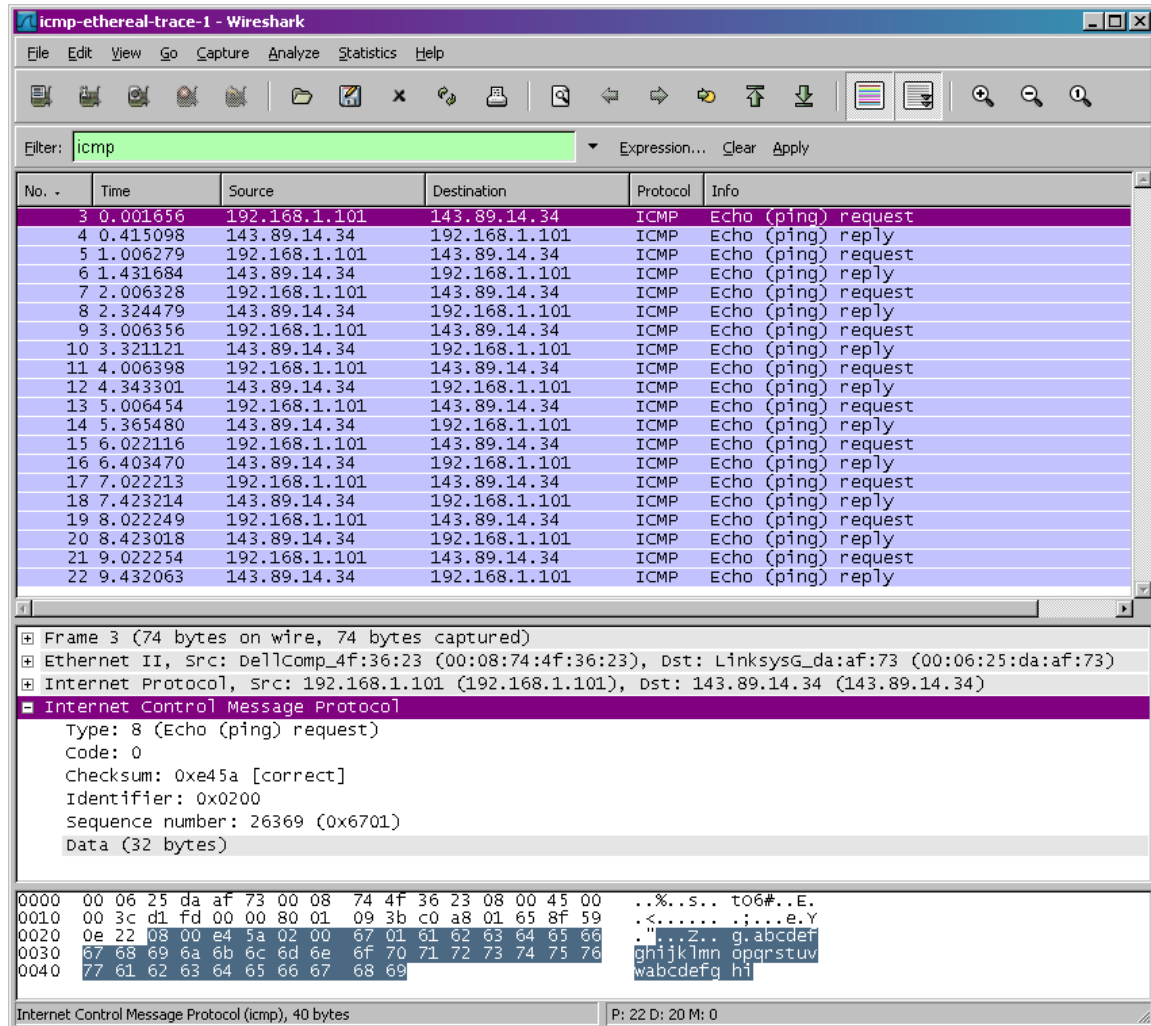 icmp-ethereal-trace-1 - Wireshark
File Edit View Go Capture Analyze Statistics Help
Filter: icmp Expression... Clear Apply
No. - Time Source Destination Protocol Info
3 0.001656 192.168.1.101 143.89.14.34 ICMP Echo (ping) request
4 0.415098 143.89.14.34 192.168.1.101 ICMP Echo (ping) reply
5 1.006279 192.168.1.101 143.89.14.34 ICMP Echo (ping) request
6 1.431684 143.89.14.34 192.168.1.101 ICMP Echo (ping) reply
7 2.006328 192.168.1.101 143.89.14.34 ICMP Echo (ping) request
8 2.324479 143.89.14.34 192.168.1.101 ICMP Echo (ping) reply
9 3.006356 192.168.1.101 143.89.14.34 ICMP Echo (ping) request
10 3.321121 143.89.14.34 192.168.1.101 ICMP Echo (ping) reply
11 4.006398 192.168.1.101 143.89.14.34 ICMP Echo (ping) request
12 4.343301 143.89.14.34 192.168.1.101 ICMP Echo (ping) reply
13 5.006454 192.168.1.101 143.89.14.34 ICMP Echo (ping) request
14 5.365480 143.89.14.34 192.168.1.101 ICMP Echo (ping) reply
15 6.022116 192.168.1.101 143.89.14.34 ICMP Echo (ping) request
16 6.403470 143.89.14.34 192.168.1.101 ICMP Echo (ping) reply
17 7.022213 192.168.1.101 143.89.14.34 ICMP Echo (ping) request
18 7.423214 143.89.14.34 192.168.1.101 ICMP Echo (ping) reply
19 8.022249 192.168.1.101 143.89.14.34 ICMP Echo (ping) request
20 8.423018 143.89.14.34 192.168.1.101 ICMP Echo (ping) reply
21 9.022254 192.168.1.101 143.89.14.34 ICMP Echo (ping) request
22 9.432063 143.89.14.34 192.168.1.101 ICMP Echo (ping) reply
Frame 3 (74 bytes on wire, 74 bytes captured)
Ethernet II, Src: DellComp_4f:36:23 (00:08:74:4f:36:23), Dst: LinksysG_da:af:73 (00:06:25:da:af:73)
Internet Protocol, Src: 192.168.1.101 (192.168.1.101), Dst: 143.89.14.34 (143.89.14.34)
Internet Control Message Protocol
Type: 8 (Echo (ping) request)
Code: 0
Checksum: 0xe45a [correct]
Identifier: 0x0200
Sequence number: 26369 (0x6701)
Data (32 bytes)
0000 00 06 25 da af 73 00 08 74 4f 36 23 08 00 45 00 ..%..s.. tO6#..E.
0010 00 3c d1 fd 00 00 80 01 09 3b c0 a8 01 65 8f 59 .<...... .;...e.Y
0020 0e 22 08 00 e4 5a 02 00 67 01 61 62 63 64 65 66 ."...Z.. g.abcdef
0030 67 68 69 6a 6b 6c 6d 6e 6f 70 71 72 73 74 75 76 ghijklmn opqrstuv
0040 77 61 62 63 64 65 66 67 68 69 wabcdefg hi
Internet Control Message Protocol (icmp), 40 bytes P: 22 D: 20 M: 0